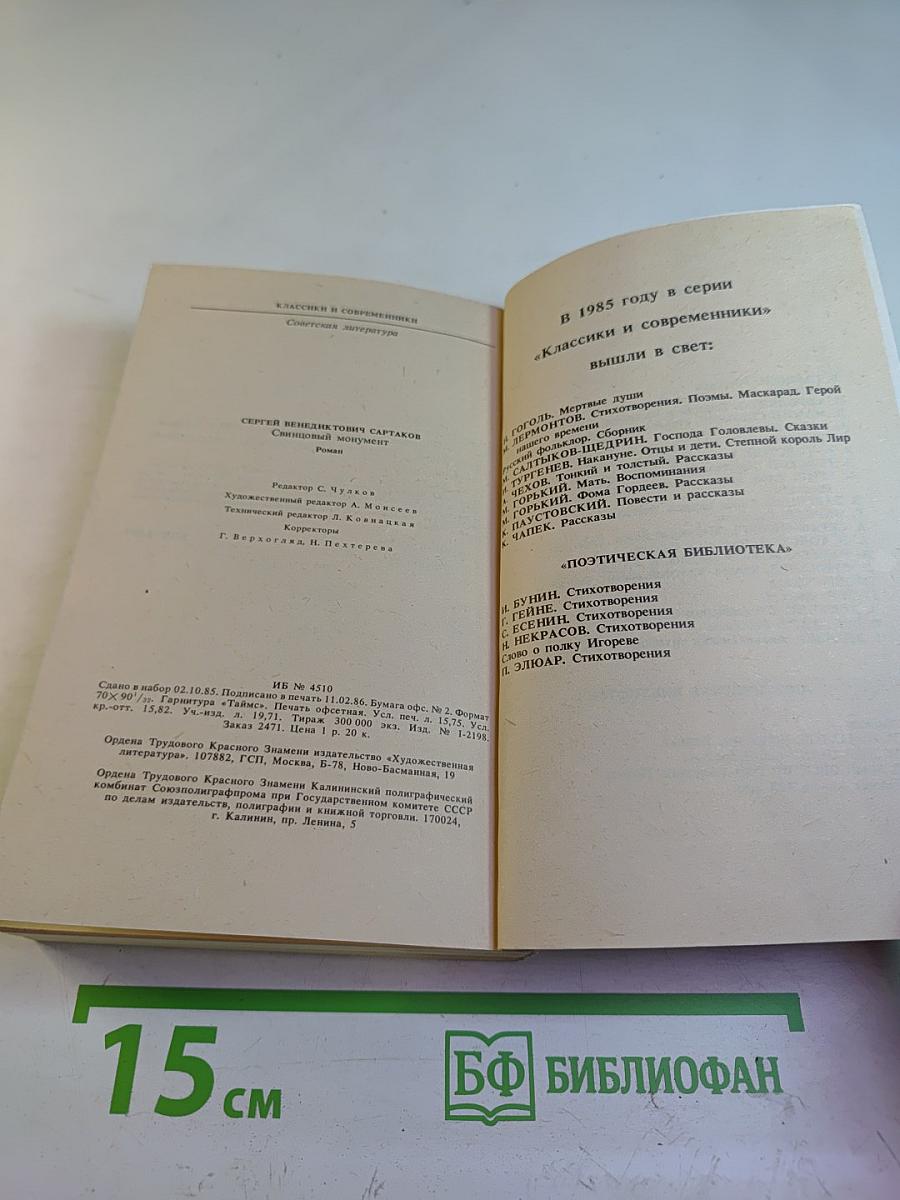 КЛАССИКИ И СОВРЕМЕННИКИ
Советская литература
СЕРГЕЙ ВЕНЕДИКТОВИЧ САРТАКОВ
Свинцовый монумент
Роман
Редактор С. Чулков
Художественный редактор А. Моисеев
Технический редактор Л. Ковнацкая
Корректоры
Г. Верхогляд, Н. Пехтерева
ИБ № 4510
Сдано в набор 02.10.85. Подписано в печать 11.02.86. Бумага офс. № 2. Формат
70×90¹/₃₂. Гарнитура «Таймс». Печать офсетная. Усл. печ. л. 15,75. Усл.
кр.-отт. 15,82. Уч.-изд. л. 19,71. Тираж 300 000 экз. Изд. № I-2198.
Заказ 2471. Цена 1 р. 20 к.
Ордена Трудового Красного Знамени издательство «Художественная
литература». 107882, ГСП, Москва, Б-78, Ново-Басманная, 19
Ордена Трудового Красного Знамени Калининский полиграфический
комбинат Союзполиграфпрома при Государственном комитете СССР
по делам издательств, полиграфии и книжной торговли. 170024,
г. Калинин, пр. Ленина, 5
В 1985 году в серии
«Классики и современники»
вышли в свет:
ГОГОЛЬ. Мертвые души
М. ЛЕРМОНТОВ. Стихотворения. Поэмы. Маскарад. Герой
нашего времени
Русский фольклор. Сборник
М. САЛТЫКОВ-ЩЕДРИН. Господа Головлевы. Сказки
И. ТУРГЕНЕВ. Накануне. Отцы и дети. Степной король Лир
А. ЧЕХОВ. Тонкий и толстый. Рассказы
М. ГОРЬКИЙ. Мать. Воспоминания
М. ГОРЬКИЙ. Фома Гордеев. Рассказы
К. ПАУСТОВСКИЙ. Повести и рассказы
К. ЧАПЕК. Рассказы
«ПОЭТИЧЕСКАЯ БИБЛИОТЕКА»
И. БУНИН. Стихотворения
Г. ГЕЙНЕ. Стихотворения
С. ЕСЕНИН. Стихотворения
Н. НЕКРАСОВ. Стихотворения
Слово о полку Игореве
П. ЭЛЮАР. Стихотворения
15 см
БФ БИБЛИОФАН